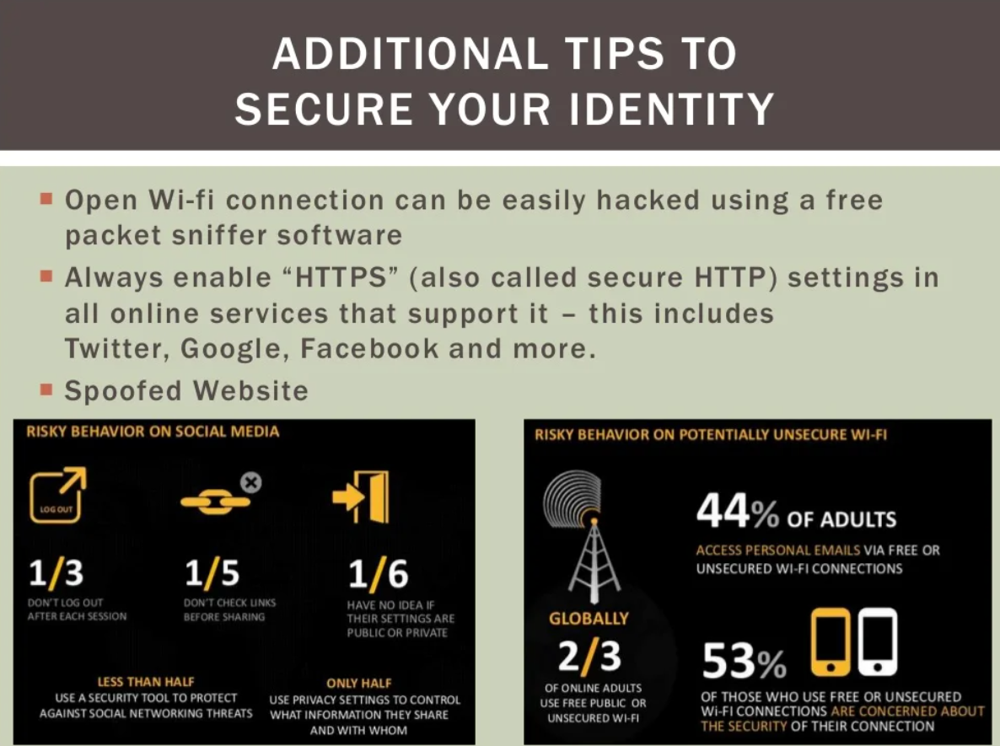 ADDITIONAL TIPS TO
SECURE YOUR IDENTITY
Open Wi-fi connection can be easily hacked using a free
packet sniffer software
Always enable “HTTPS” (also called secure HTTP) settings in
all online services that support it – this includes
Twitter, Google, Facebook and more.
Spoofed Website
RISKY BEHAVIOR ON SOCIAL MEDIA
LOG OUT
1/3
DON'T LOG OUT
AFTER EACH SESSION
1/5
DON'T CHECK LINKS
BEFORE SHARING
1/6
HAVE NO IDEA IF
THEIR SETTINGS ARE
PUBLIC OR PRIVATE
LESS THAN HALF
USE A SECURITY TOOL TO PROTECT
AGAINST SOCIAL NETWORKING THREATS
ONLY HALF
USE PRIVACY SETTINGS TO CONTROL
WHAT INFORMATION THEY SHARE
AND WITH WHOM
RISKY BEHAVIOR ON POTENTIALLY UNSECURE WI-FI
44% OF ADULTS
ACCESS PERSONAL EMAILS VIA FREE OR
UNSECURED WI-FI CONNECTIONS
GLOBALLY
2/3
OF ONLINE ADULTS
USE FREE PUBLIC OR
UNSECURED WI-FI
53%
OF THOSE WHO USE FREE OR UNSECURED
Wi-FI CONNECTIONS ARE CONCERNED ABOUT
THE SECURITY OF THEIR CONNECTION